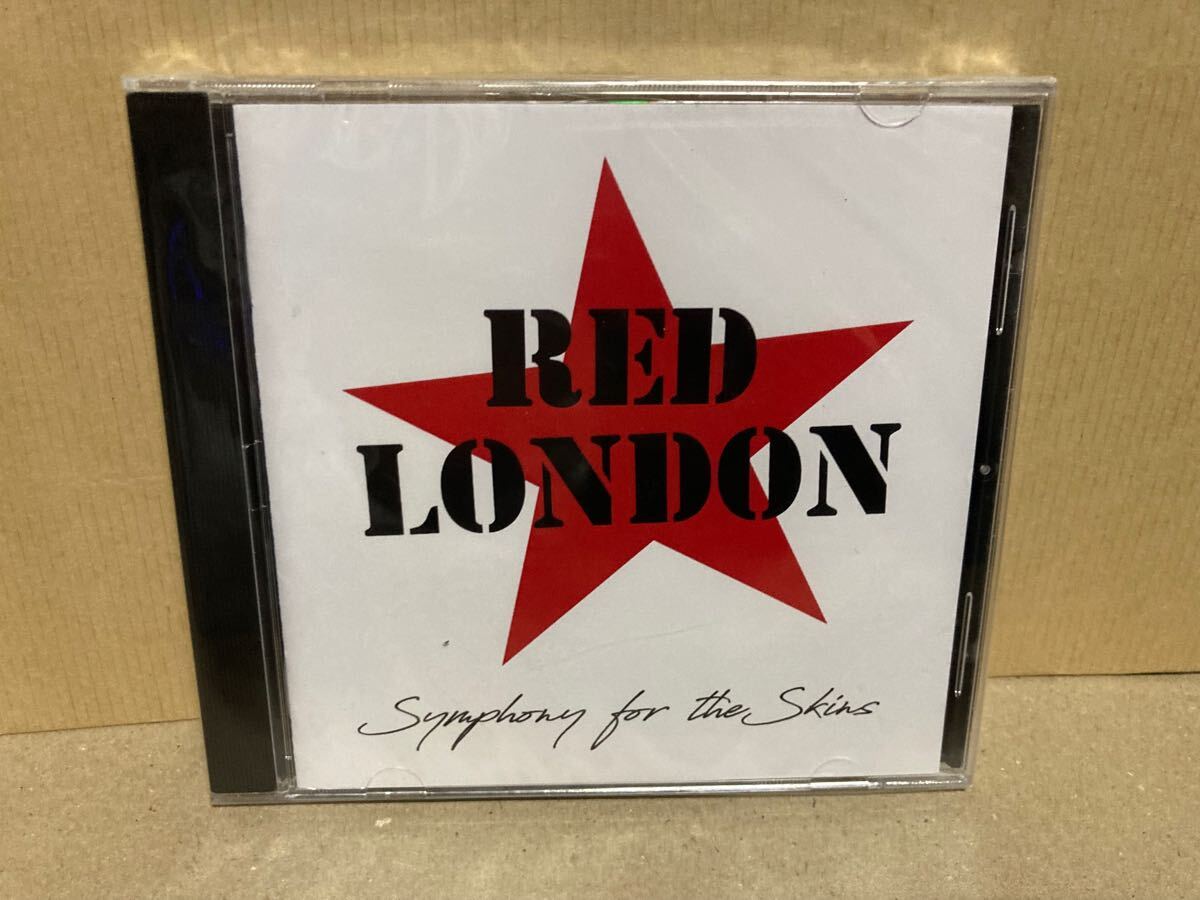 RED
LONDON
Symphony for the Skins